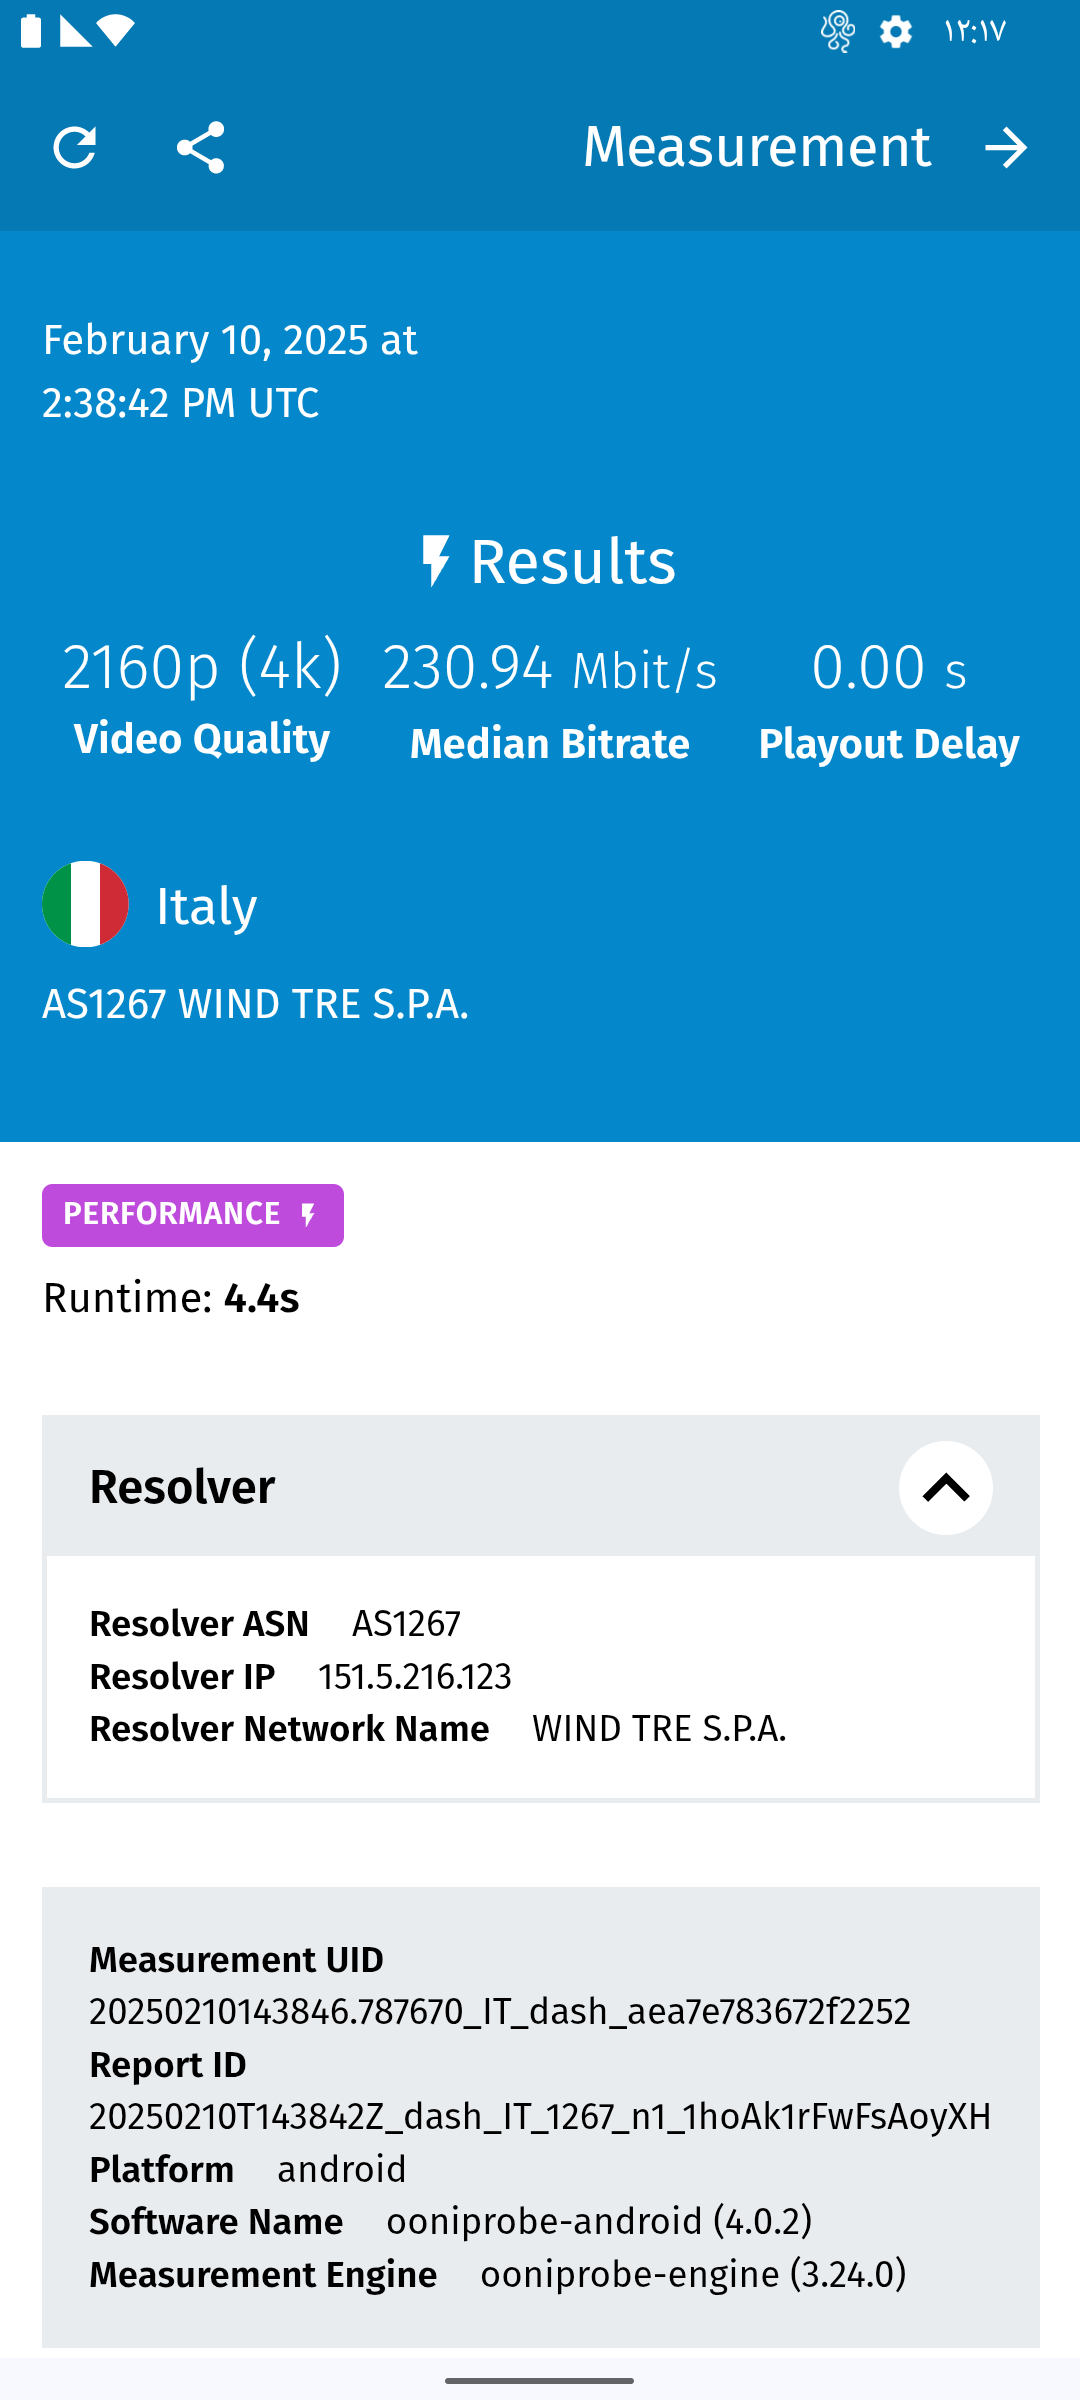 ۱۲:۱۷
Measurement
February 10, 2025 at
2:38:42 PM UTC
Results
2160p (4k) 230.94 Mbit/s 0.00 s
Video Quality Median Bitrate Playout Delay
Italy
AS1267 WIND TRE S.P.A.
PERFORMANCE
Runtime: 4.4s
Resolver
Resolver ASN AS1267
Resolver IP 151.5.216.123
Resolver Network Name WIND TRE S.P.A.
Measurement UID
20250210143846.787670_IT_dash_aea7e783672f2252
Report ID
20250210T143842Z_dash_IT_1267_n1_1hoAk1rFwFsAoyXH
Platform android
Software Name ooniprobe-android (4.0.2)
Measurement Engine ooniprobe-engine (3.24.0)